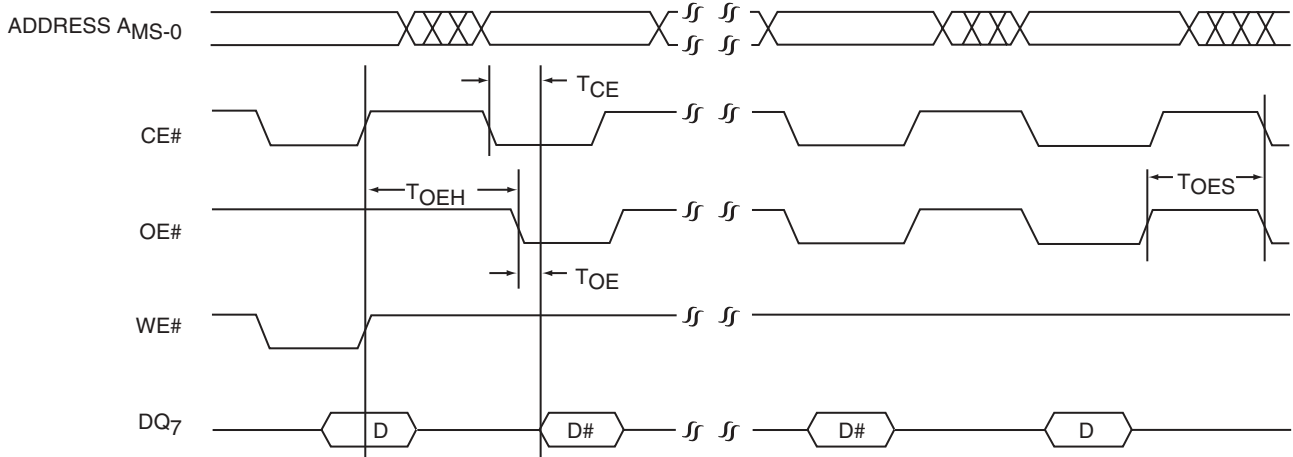 ADDRESS AMS-0
TCE
CE#
TOEH
TOES
OE#
TOE
WE#
DQ7
D
D#
D#
D